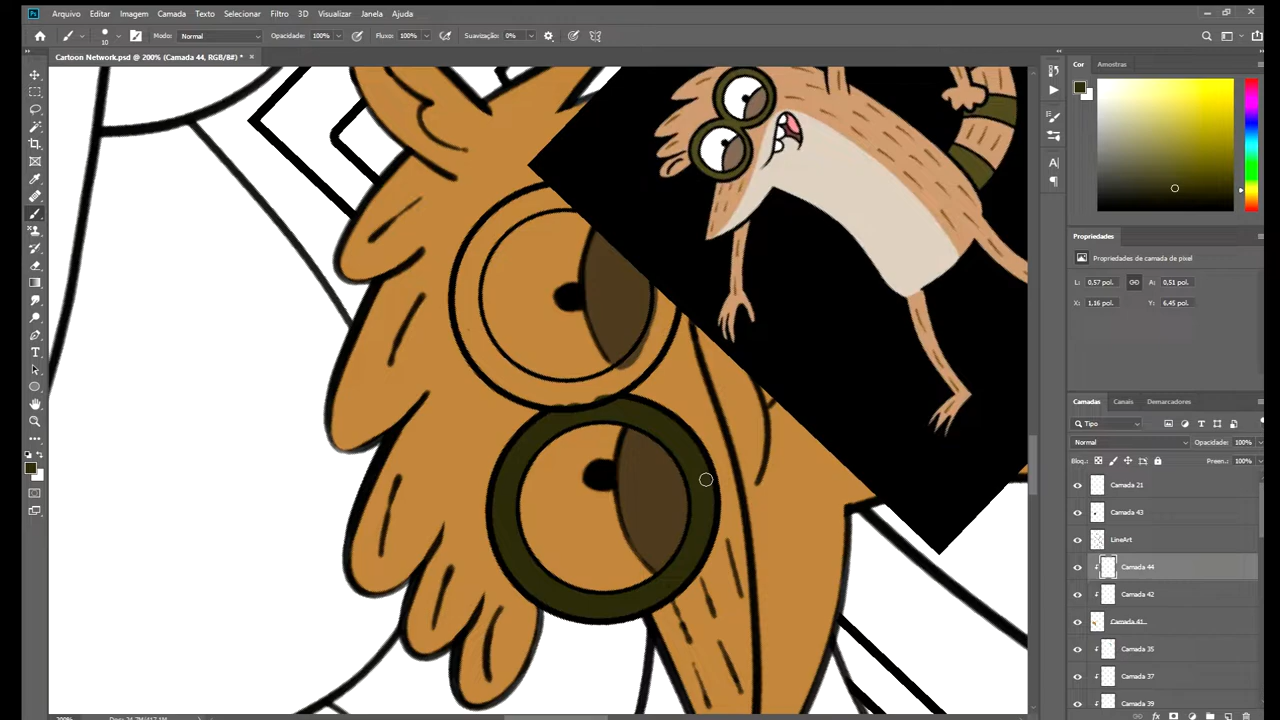 Arquivo Editar Imagem Camada Texto Selecionar Filtro 3D Visualizar Janela Ajuda
10 Modo: Normal Opacidade: 100% Fluxo: 100% Suavização: 0%
Cartoon Network.psd @ 200% (Camada 44, RGB/8#) *
Cor Amostras
Propriedades
Propriedades de camada de pixel
L: 0,57 pol. A: 0,51 pol.
X: 1,16 pol. Y: 6,45 pol.
Camadas Canais Demarcadores
Tipo
Normal Opacidade: 100%
Bloq.: Preen.: 100%
Camada 21
Camada 43
LineArt
Camada 44
Camada 42
Camada 41
Camada 35
Camada 37
Camada 39